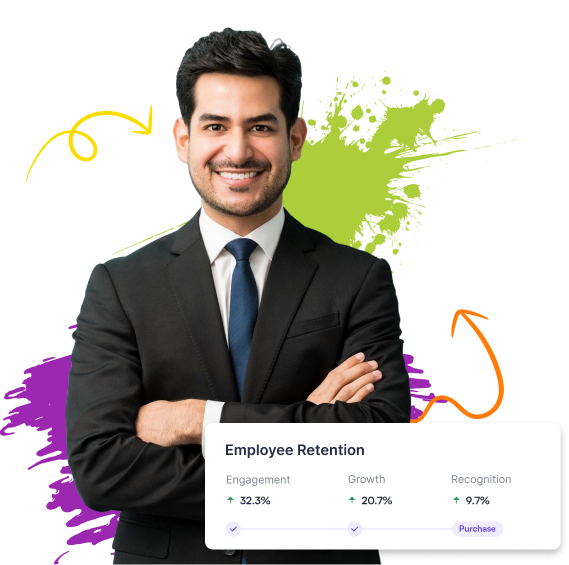 Employee Retention
Engagement Growth Recognition
32.3% 20.7% 9.7%
Purchase